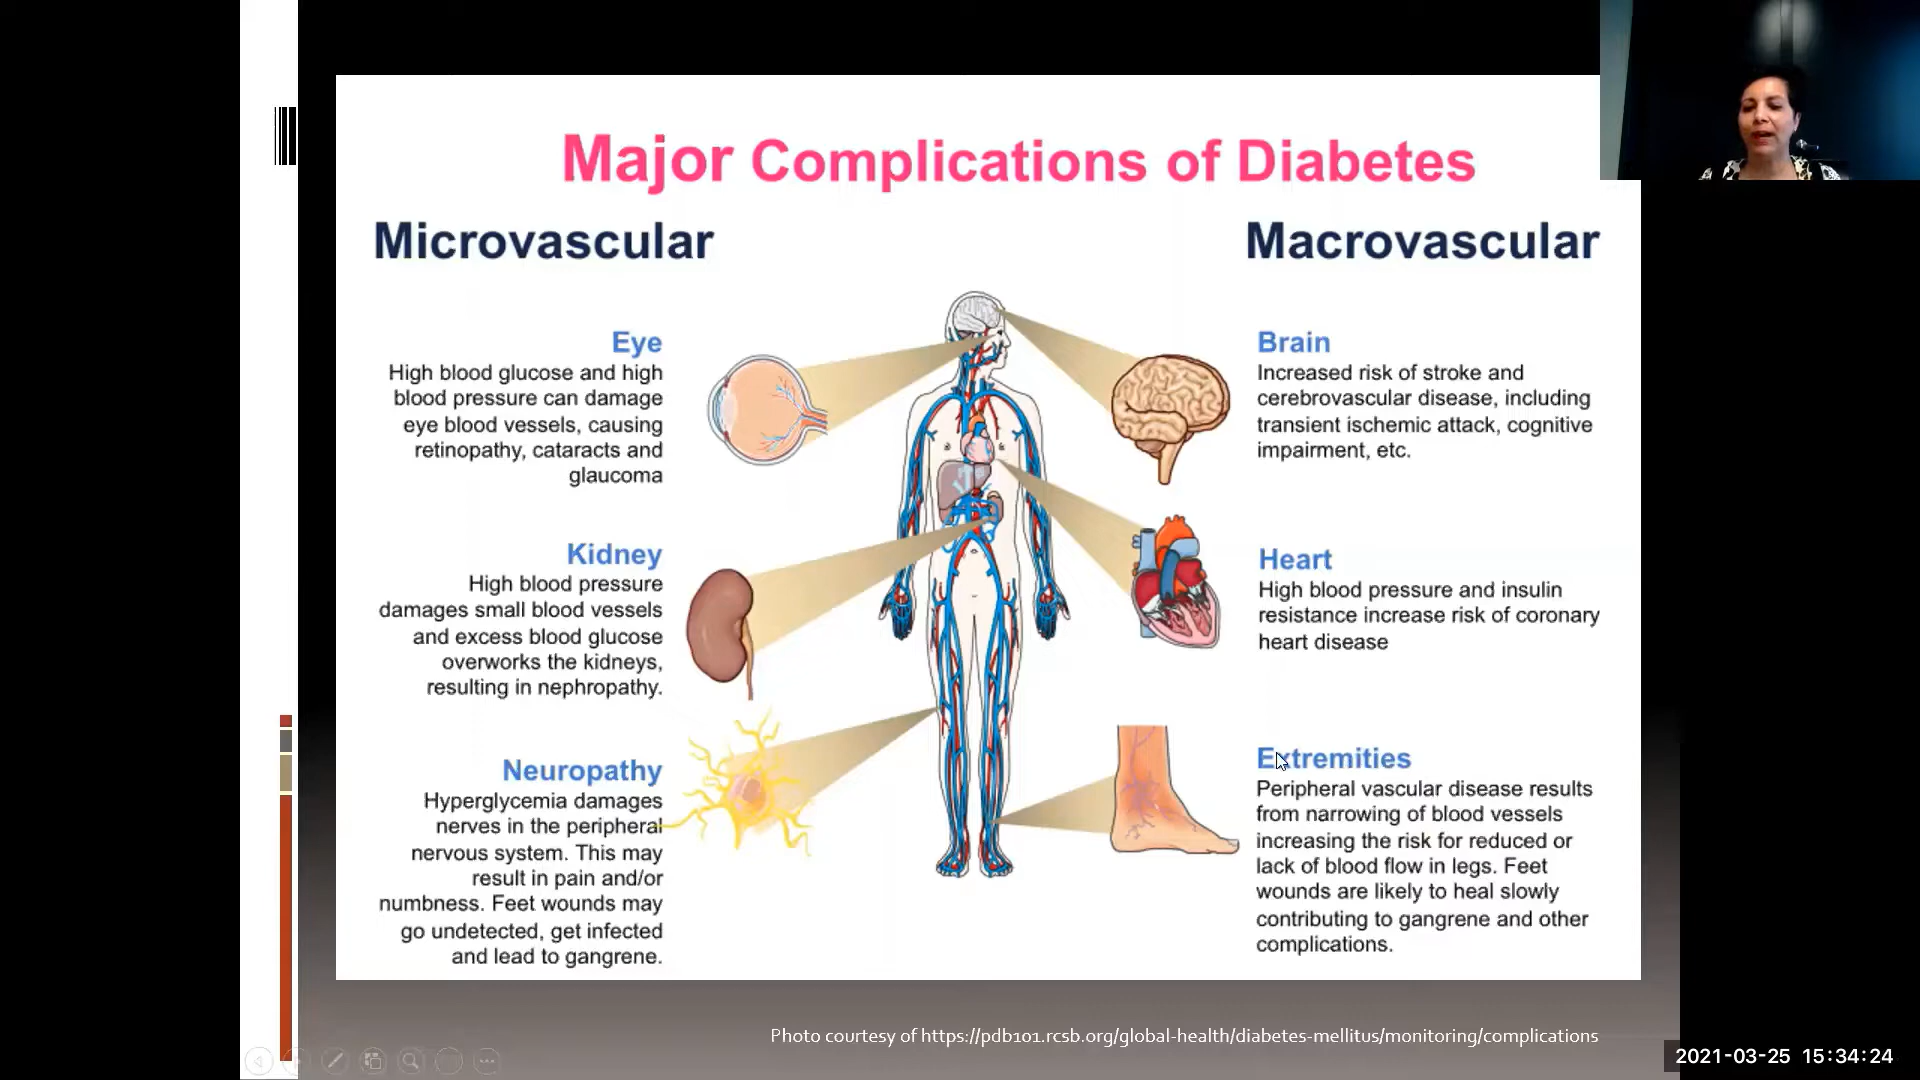 Major Complications of Diabetes
Microvascular
Eye
High blood glucose and high
blood pressure can damage
eye blood vessels, causing
retinopathy, cataracts and
glaucoma
Kidney
High blood pressure
damages small blood vessels
and excess blood glucose
overworks the kidneys,
resulting in nephropathy.
Neuropathy
Hyperglycemia damages
nerves in the peripheral
nervous system. This may
result in pain and/or
numbness. Feet wounds may
go undetected, get infected
and lead to gangrene.
Macrovascular
Brain
Increased risk of stroke and
cerebrovascular disease, including
transient ischemic attack, cognitive
impairment, etc.
Heart
High blood pressure and insulin
resistance increase risk of coronary
heart disease
Extremities
Peripheral vascular disease results
from narrowing of blood vessels
increasing the risk for reduced or
lack of blood flow in legs. Feet
wounds are likely to heal slowly
contributing to gangrene and other
complications.
Photo courtesy of https://pdb101.rcsb.org/global-health/diabetes-mellitus/monitoring/complications
2021-03-25 15:34:24